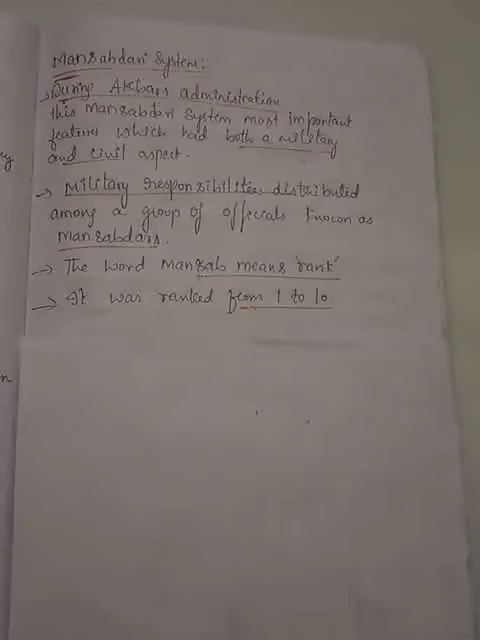 Mansabdari System:
→ During Akbars administration
this Mansabdari System most important
features which had both a military
and civil aspect.
→ Military responsibilities distributed
among a group of officials known as
Mansabdars.
→ The word Mansab means "rank"
→ It was ranked from 1 to 10